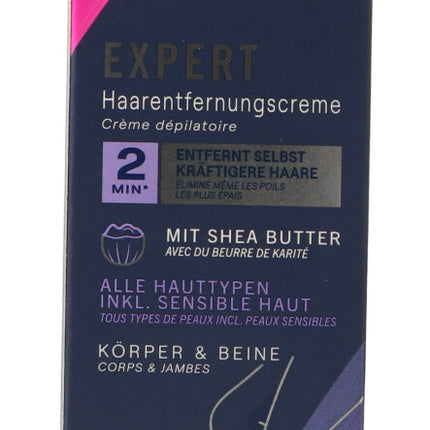 EXPERT
Haarentfernungscreme
Crème dépilatoire
2
MIN*
ENTFERNT SELBST
KRÄFTIGERE HAARE
ÉLIMINE MÊME LES POILS
LES PLUS ÉPAIS
MIT SHEA BUTTER
AVEC DU BEURRE DE KARITÉ
ALLE HAUTTYPEN
INKL. SENSIBLE HAUT
TOUS TYPES DE PEAUX INCL. PEAUX SENSIBLES
KÖRPER & BEINE
CORPS & JAMBES